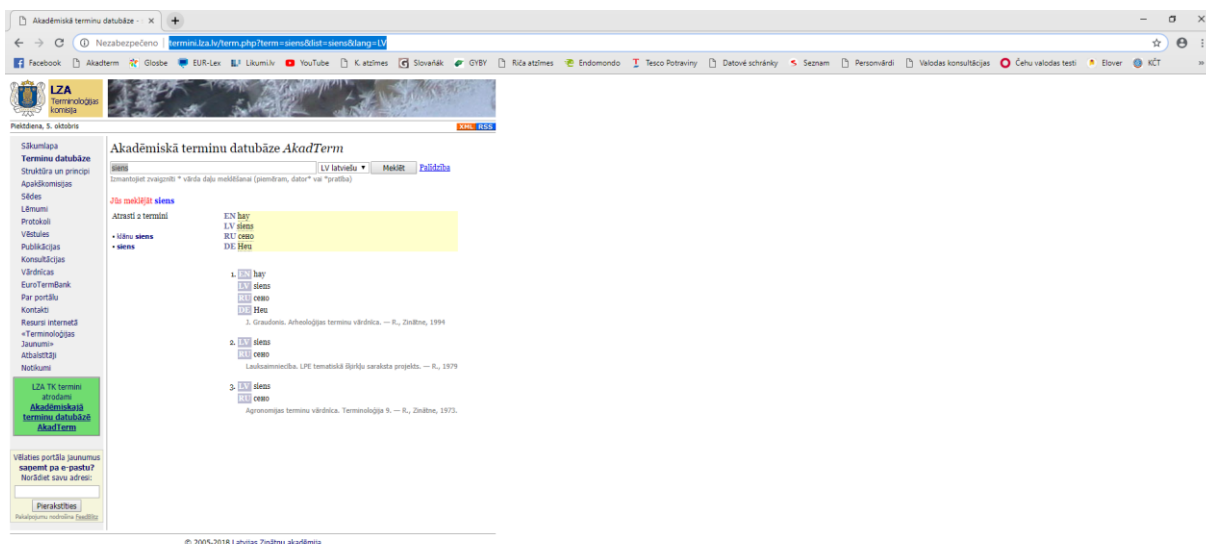 Akadēmiskā terminu datubāze -
Nezabezpečeno | termini.lza.lv/term.php?term=siens&list=siens&lang=LV
Facebook Akadterm Glosbe EUR-Lex Likumi.lv YouTube K. atzīmes Slovaňák GYBY Riča atzīmes Endomondo Tesco Potraviny Datové schránky Seznam Personvārdi Valodas konsultācijas Čehu valodas testi Elover KČT »
LZA
Terminoloģijas
komisija
Piektdiena, 5. oktobris
XML RSS
Sākumlapa
Terminu datubāze
Struktūra un principi
Apakškomisijas
Sēdes
Lēmumi
Protokoli
Vēstules
Publikācijas
Konsultācijas
Vārdnīcas
EuroTermBank
Par portālu
Kontakti
Resursi internetā
«Terminoloģijas
Jaunumi»
Atbalstītāji
Notikumi
LZA TK termini
atrodami
Akadēmiskajā
terminu datubāzē
AkadTerm
Vēlaties portāla jaunumus
saņemt pa e-pastu?
Norādiet savu adresi:
Pierakstīties
Pakalpojumu nodrošina FeedBlitz
Akadēmiskā terminu datubāze AkadTerm
siens LV latviešu Meklēt Palīdzība
Izmantojiet zvaigznīti * vārda daļu meklēšanai (piemēram, dator* vai *pratība)
Jūs meklējāt siens
Atrasti 2 termini
• klēnu siens
• siens
EN hay
LV siens
RU сено
DE Heu
1. EN hay
LV siens
RU сено
DE Heu
J. Graudonis. Arheoloģijas terminu vārdnīca. — R., Zinātne, 1994
2. LV siens
RU сено
Lauksaimniecība. LPE tematiskā šķirkļu saraksta projekts. — R., 1979
3. LV siens
RU сено
Agronomijas terminu vārdnīca. Terminoloģija 9. — R., Zinātne, 1973.
© 2005-2018 Latvijas Zinātņu akadēmija